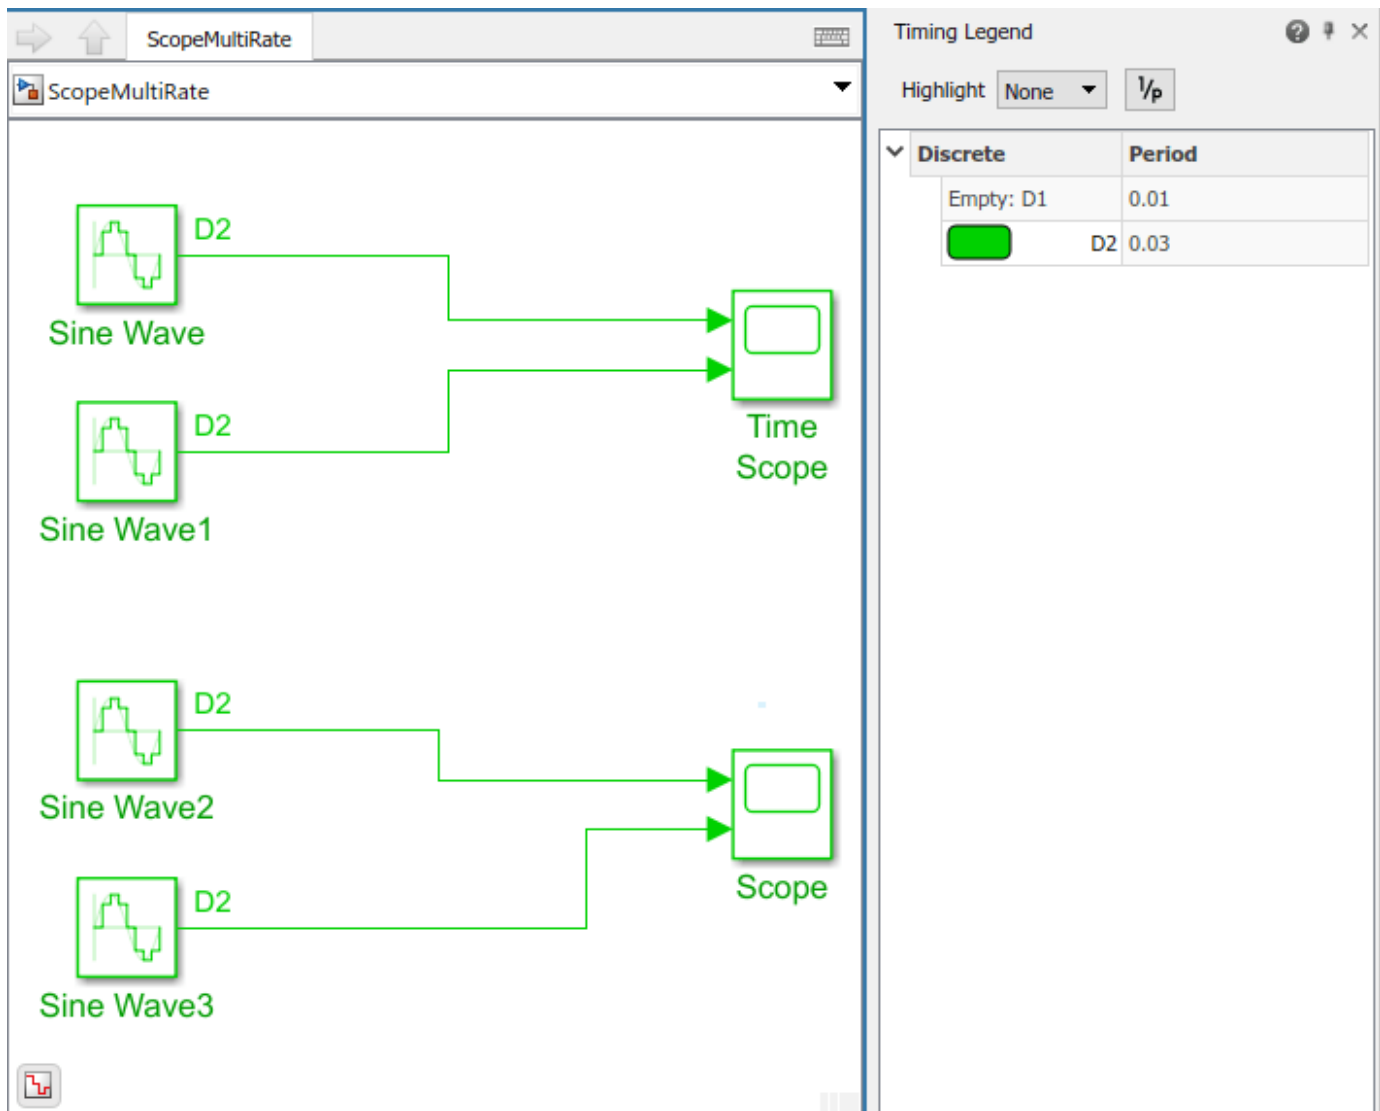 ScopeMultiRate
ScopeMultiRate
D2
Sine Wave
D2
Sine Wave1
Time
Scope
D2
Sine Wave2
D2
Sine Wave3
Scope
Timing Legend
Highlight None 1/p
Discrete Period
Empty: D1 0.01
D2 0.03